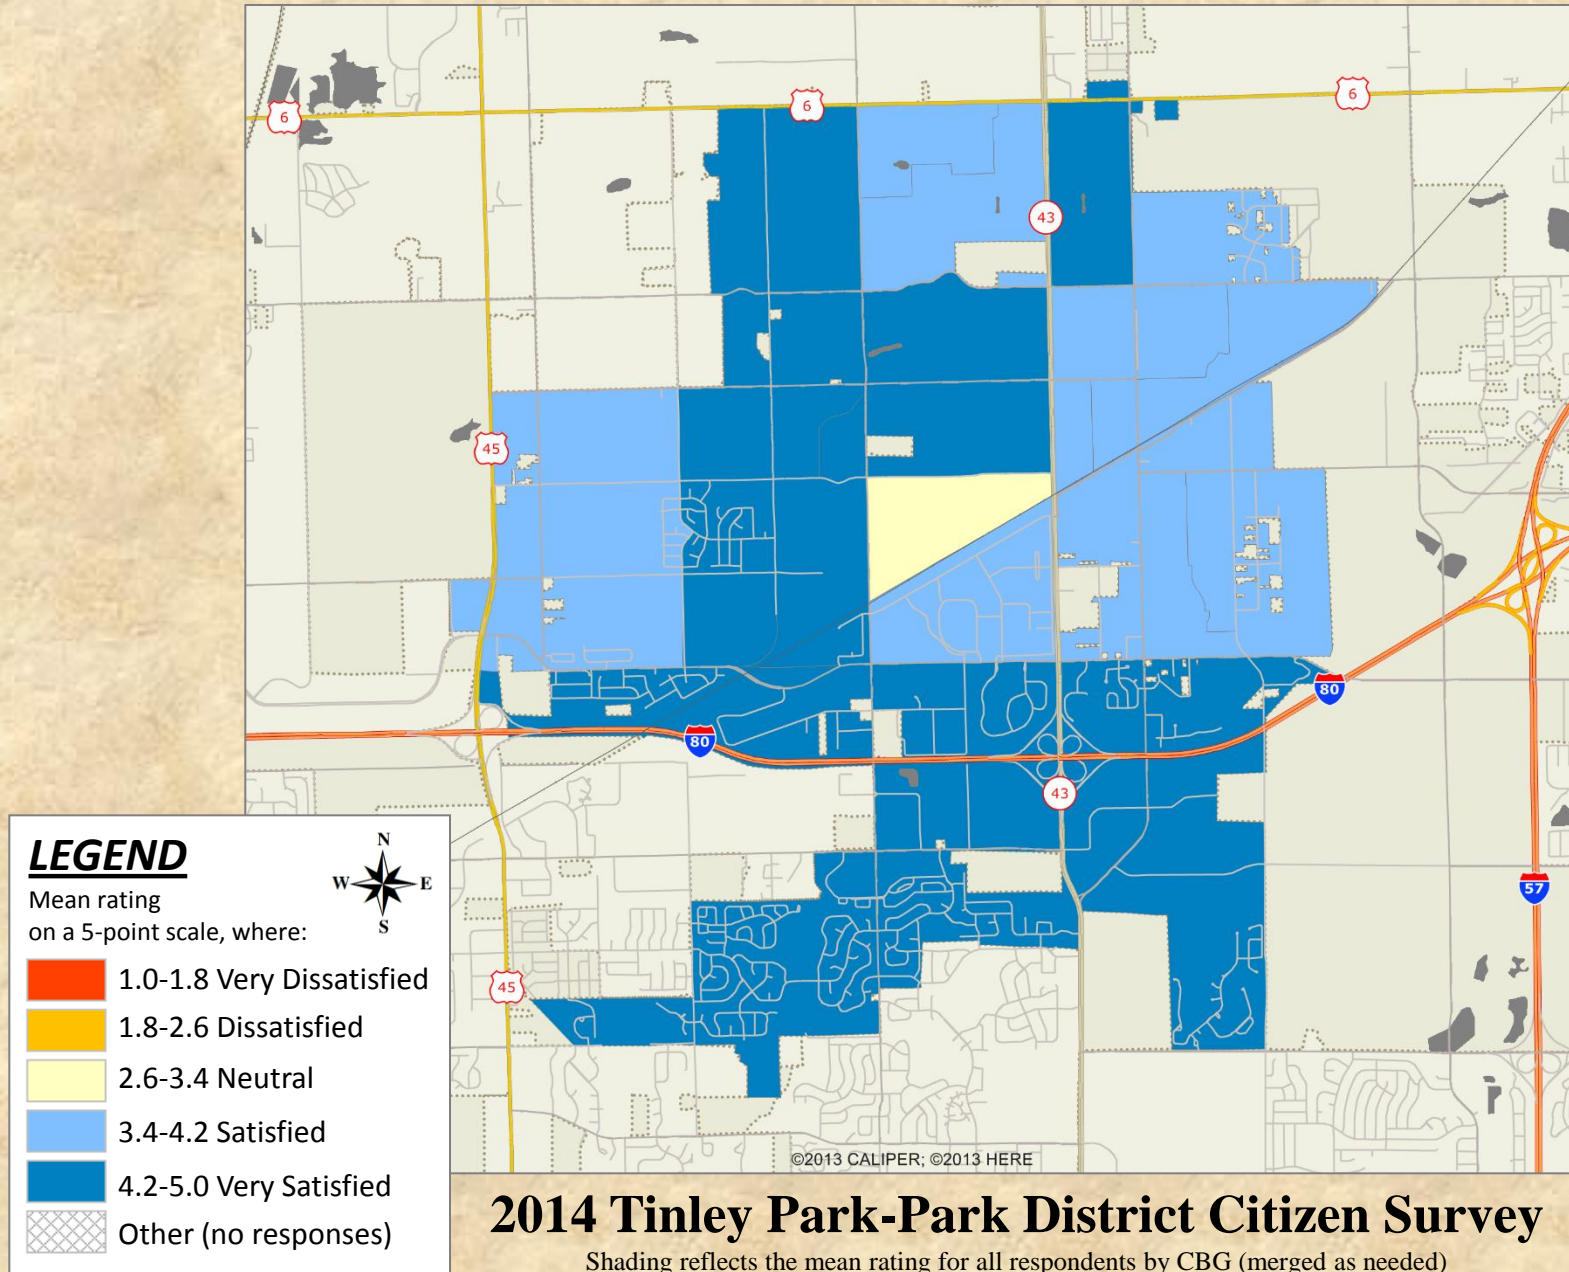 6
6
6
43
45
80
80
43
57
45
LEGEND
N
W E
S
Mean rating
on a 5-point scale, where:
1.0-1.8 Very Dissatisfied
1.8-2.6 Dissatisfied
2.6-3.4 Neutral
3.4-4.2 Satisfied
4.2-5.0 Very Satisfied
Other (no responses)
©2013 CALIPER; ©2013 HERE
2014 Tinley Park-Park District Citizen Survey
Shading reflects the mean rating for all respondents by CBG (merged as needed)